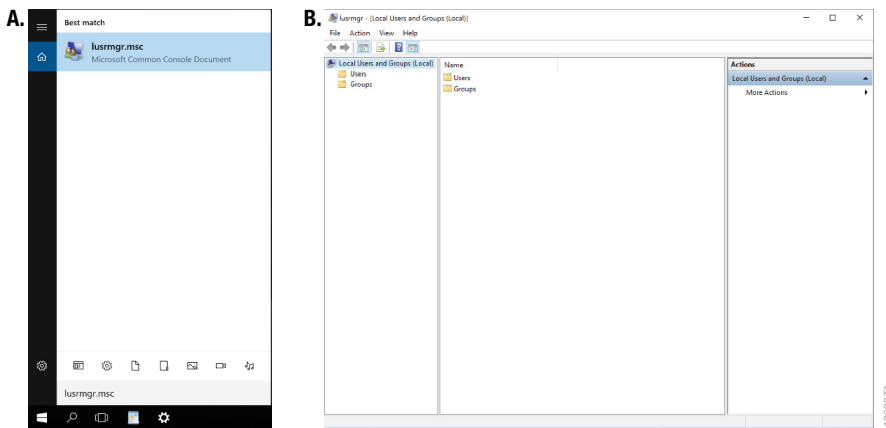 A.
Best match
lusrmgr.msc
Microsoft Common Console Document
lusrmgr.msc
B.
lusrmgr - [Local Users and Groups (Local)]
File Action View Help
Local Users and Groups (Local)
Users
Groups
Name
Users
Groups
Actions
Local Users and Groups (Local)
More Actions